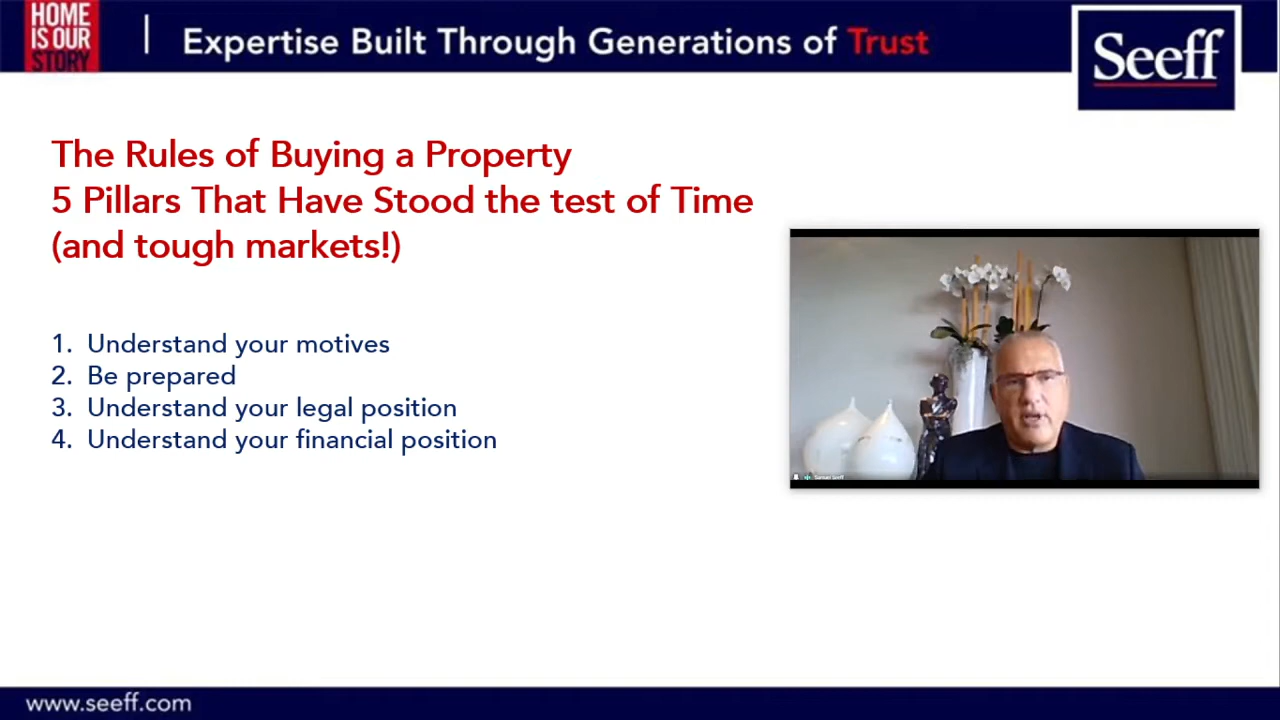 HOME
IS OUR
STORY
Expertise Built Through Generations of Trust
Seeff
The Rules of Buying a Property
5 Pillars That Have Stood the test of Time
(and tough markets!)
1. Understand your motives
2. Be prepared
3. Understand your legal position
4. Understand your financial position
Samuel Seeff
www.seeff.com